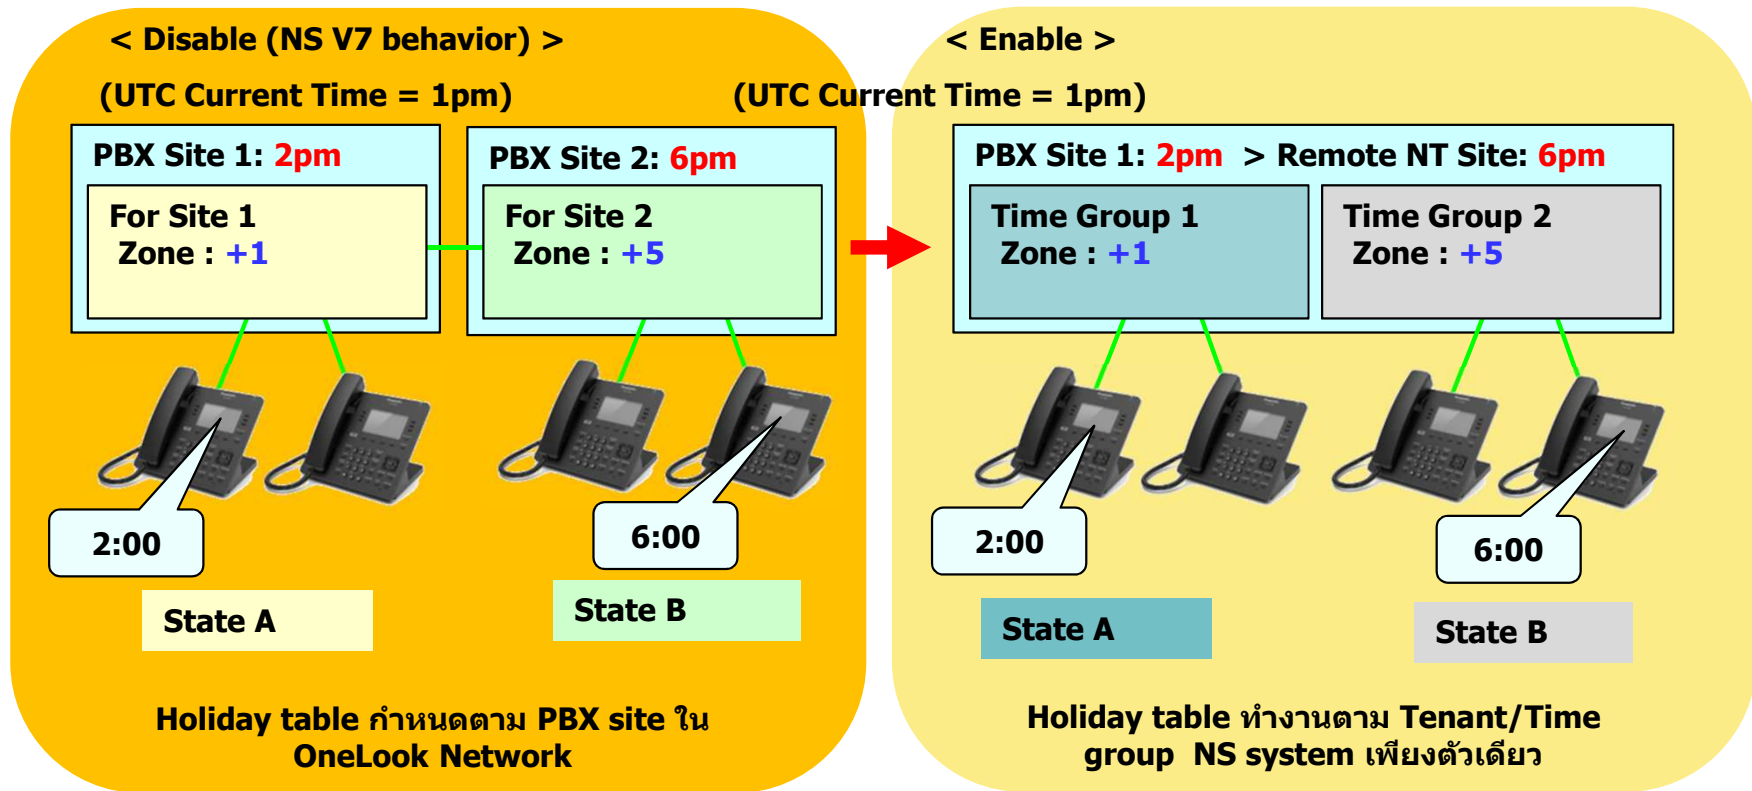 < Disable (NS V7 behavior) >
(UTC Current Time = 1pm)
PBX Site 1: 2pm
For Site 1
Zone : +1
PBX Site 2: 6pm
For Site 2
Zone : +5
2:00
6:00
State A
State B
Holiday table กำหนดตาม PBX site ใน
OneLook Network
< Enable >
(UTC Current Time = 1pm)
PBX Site 1: 2pm > Remote NT Site: 6pm
Time Group 1
Zone : +1
Time Group 2
Zone : +5
2:00
6:00
State A
State B
Holiday table ทำงานตาม Tenant/Time
group NS system เพียงตัวเดียว